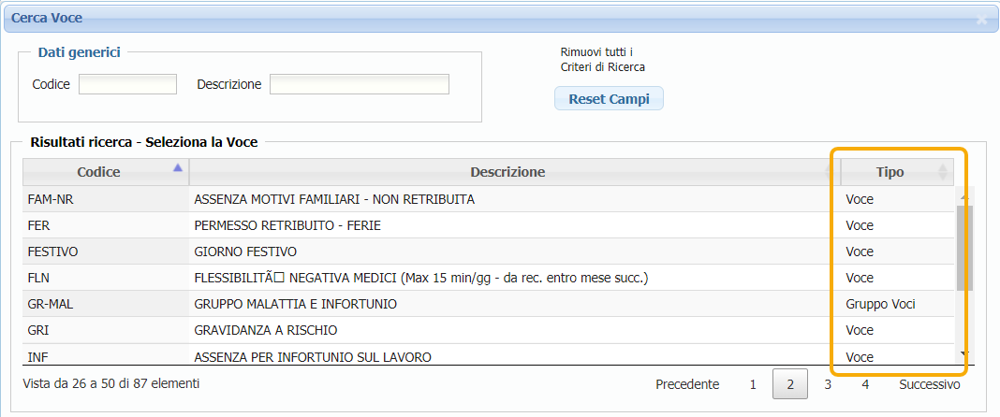 Cerca Voce
Dati generici
Codice
Descrizione
Rimuovi tutti i
Criteri di Ricerca
Reset Campi
Risultati ricerca - Seleziona la Voce
Codice Descrizione Tipo
FAM-NR ASSENZA MOTIVI FAMILIARI - NON RETRIBUITA Voce
FER PERMESSO RETRIBUITO - FERIE Voce
FESTIVO GIORNO FESTIVO Voce
FLN FLESSIBILITÃ□ NEGATIVA MEDICI (Max 15 min/gg - da rec. entro mese succ.) Voce
GR-MAL GRUPPO MALATTIA E INFORTUNIO Gruppo Voci
GRI GRAVIDANZA A RISCHIO Voce
INF ASSENZA PER INFORTUNIO SUL LAVORO Voce
Vista da 26 a 50 di 87 elementi
Precedente 1 2 3 4 Successivo